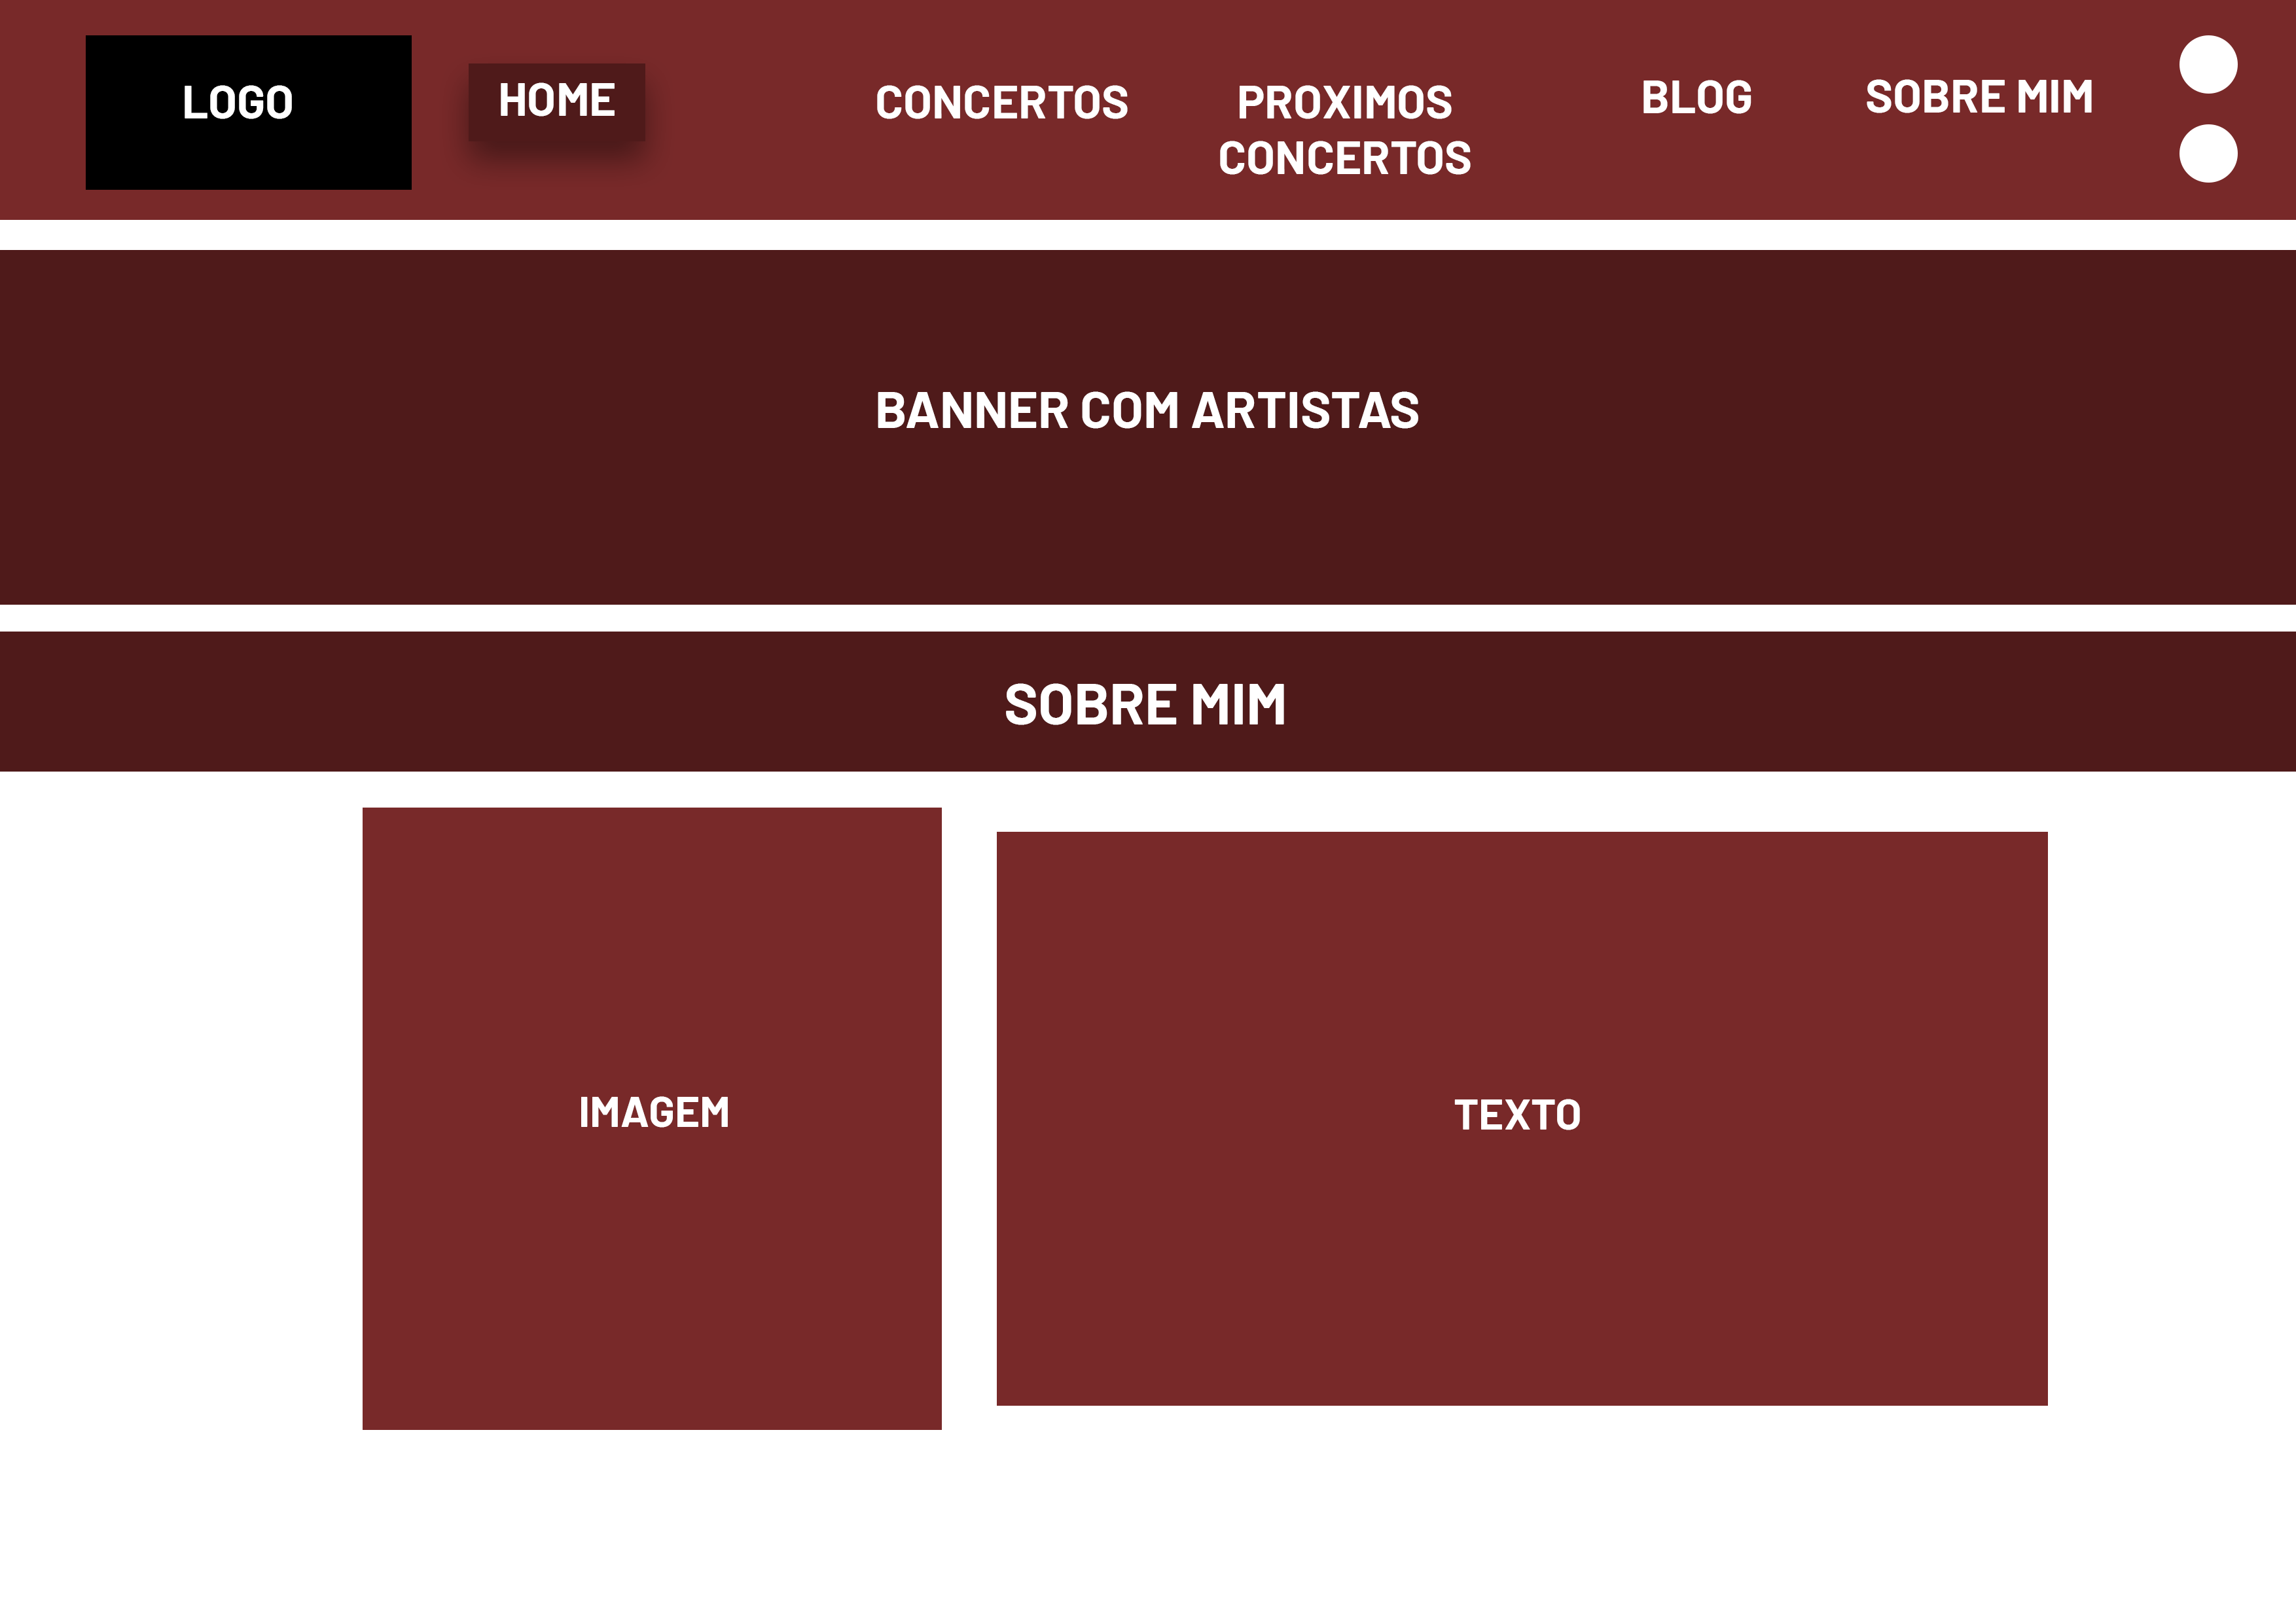 LOGO
HOME
CONCERTOS
PROXIMOS
CONCERTOS
BLOG
SOBRE MIM
BANNER COM ARTISTAS
SOBRE MIM
IMAGEM
TEXTO